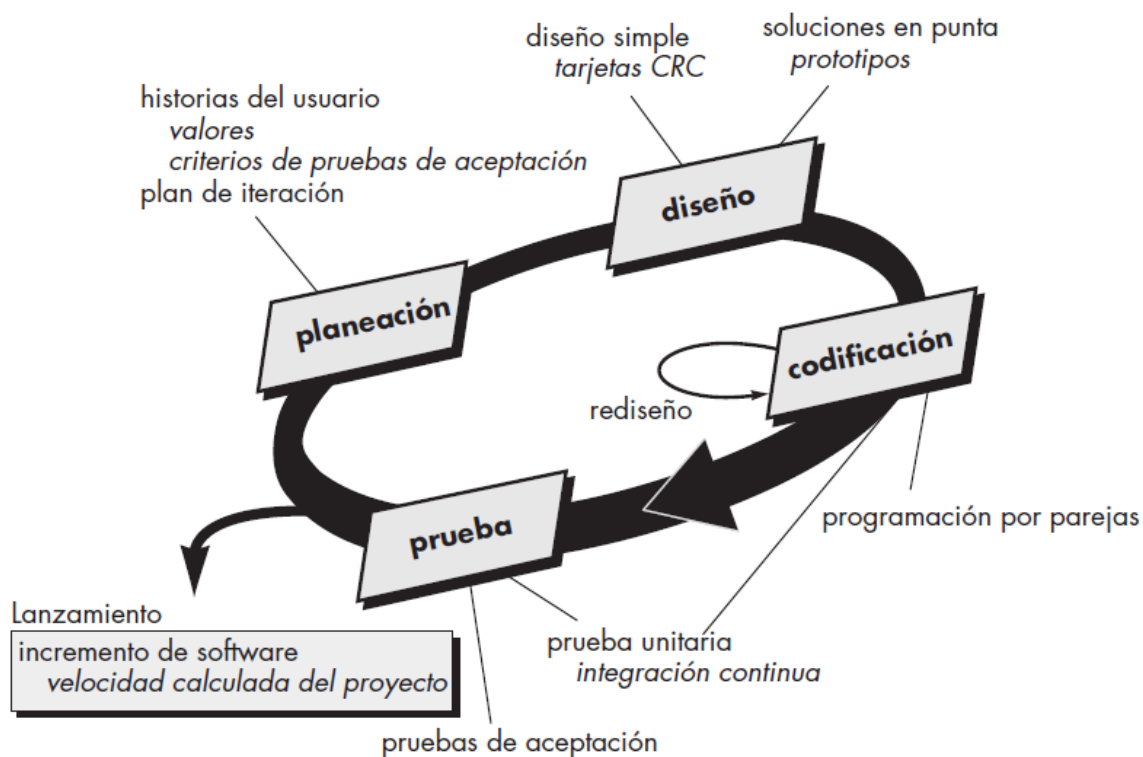 diseño simple
tarjetas CRC
soluciones en punta
prototipos
historias del usuario
valores
criterios de pruebas de aceptación
plan de iteración
diseño
planeación
codificación
rediseño
prueba
programación por parejas
Lanzamiento
incremento de software
velocidad calculada del proyecto
prueba unitaria
integración continua
pruebas de aceptación